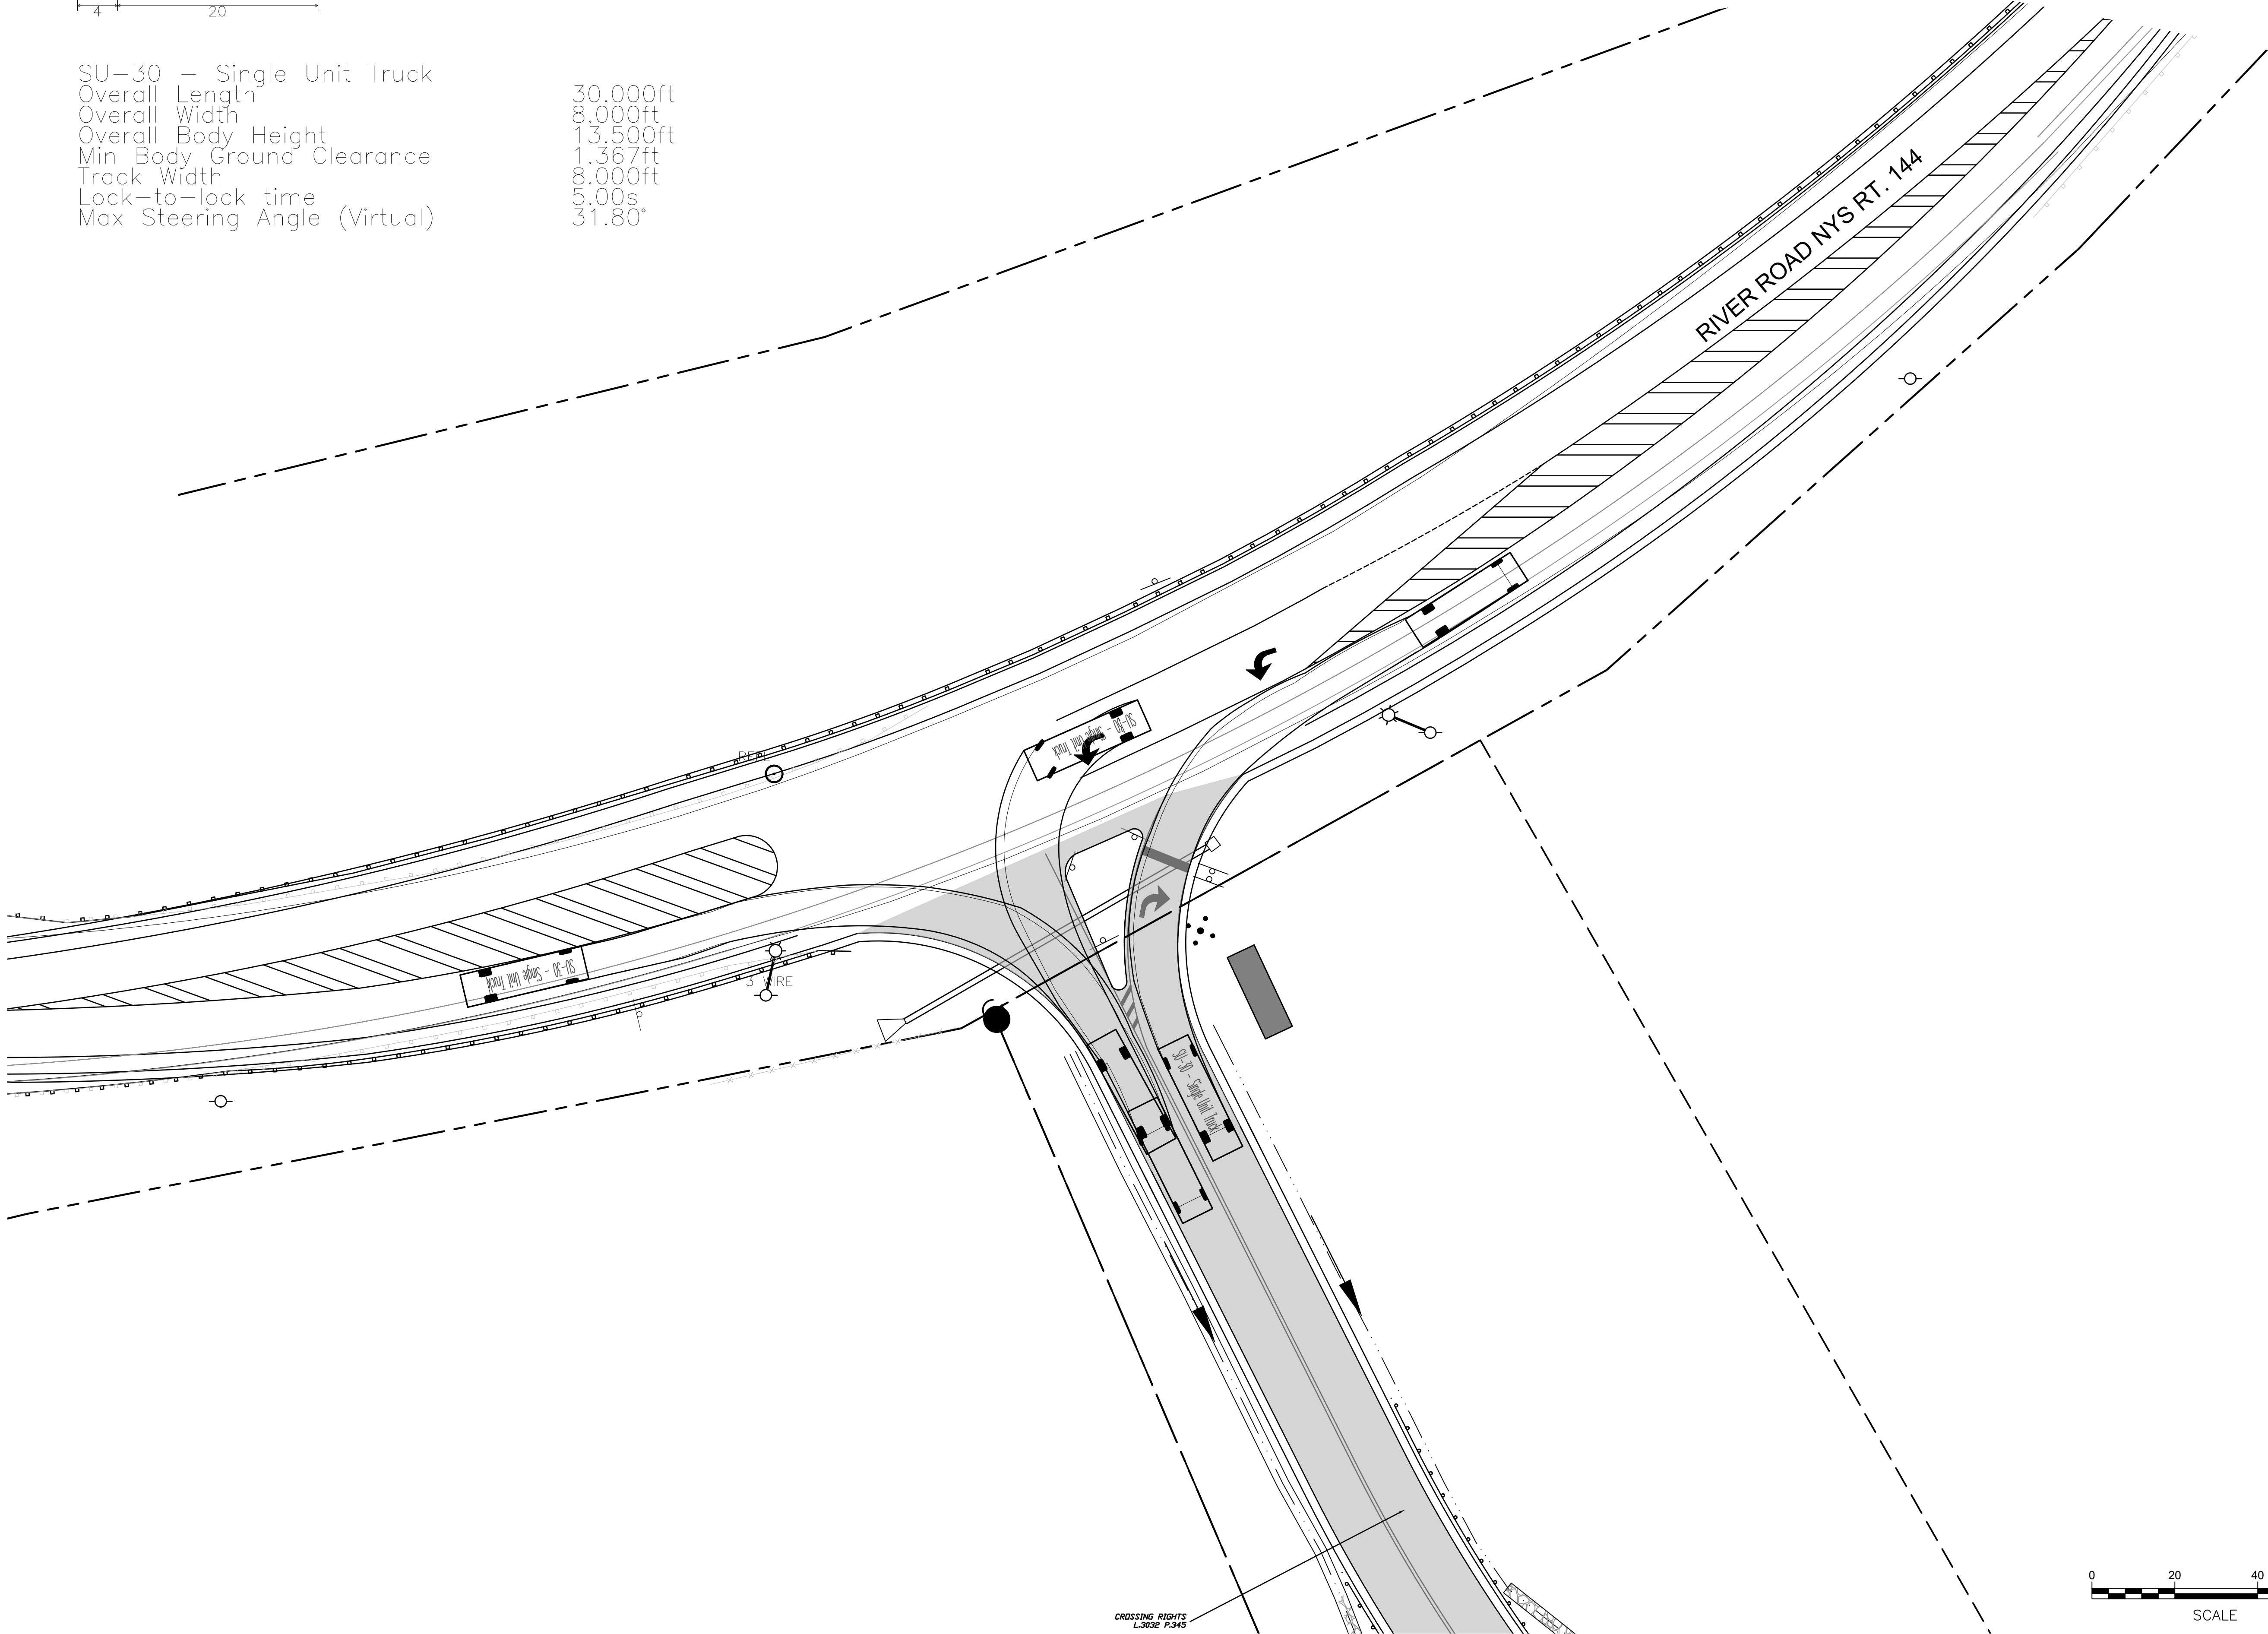 4 20
SU-30 - Single Unit Truck
Overall Length 30.000ft
Overall Width 8.000ft
Overall Body Height 13.500ft
Min Body Ground Clearance 1.367ft
Track Width 8.000ft
Lock-to-lock time 5.00s
Max Steering Angle (Virtual) 31.80°
RIVER ROAD NYS RT. 144
SU-30 - Single Unit Truck
SU-30 - Single Unit Truck
3 WIRE
SU-30 - Single Unit Truck
CROSSING RIGHTS
L.3032 P.345
0 20 40
SCALE